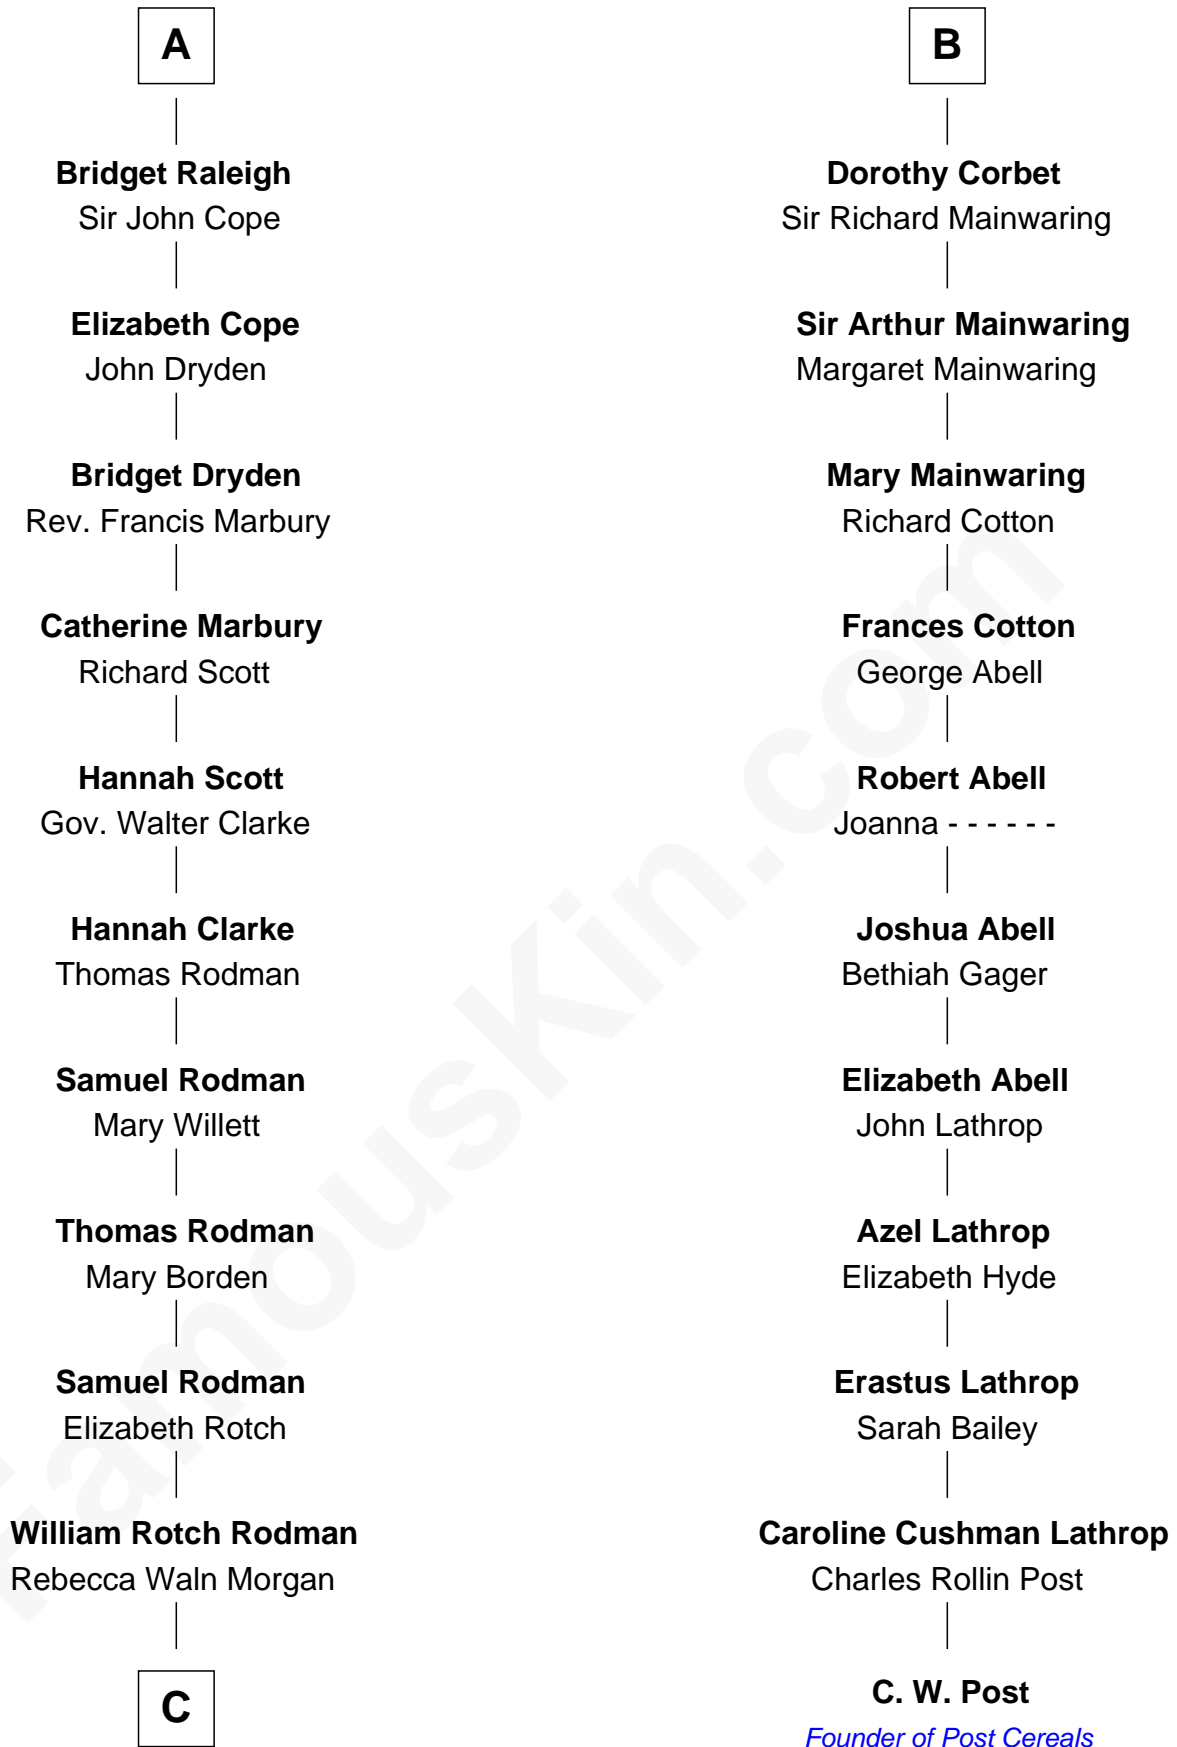 A
Bridget Raleigh
Sir John Cope
Elizabeth Cope
John Dryden
Bridget Dryden
Rev. Francis Marbury
Catherine Marbury
Richard Scott
Hannah Scott
Gov. Walter Clarke
Hannah Clarke
Thomas Rodman
Samuel Rodman
Mary Willett
Thomas Rodman
Mary Borden
Samuel Rodman
Elizabeth Rotch
William Rotch Rodman
Rebecca Waln Morgan
C
B
Dorothy Corbet
Sir Richard Mainwaring
Sir Arthur Mainwaring
Margaret Mainwaring
Mary Mainwaring
Richard Cotton
Frances Cotton
George Abell
Robert Abell
Joanna - - - - - -
Joshua Abell
Bethiah Gager
Elizabeth Abell
John Lathrop
Azel Lathrop
Elizabeth Hyde
Erastus Lathrop
Sarah Bailey
Caroline Cushman Lathrop
Charles Rollin Post
C. W. Post
Founder of Post Cereals
FamousKin.com